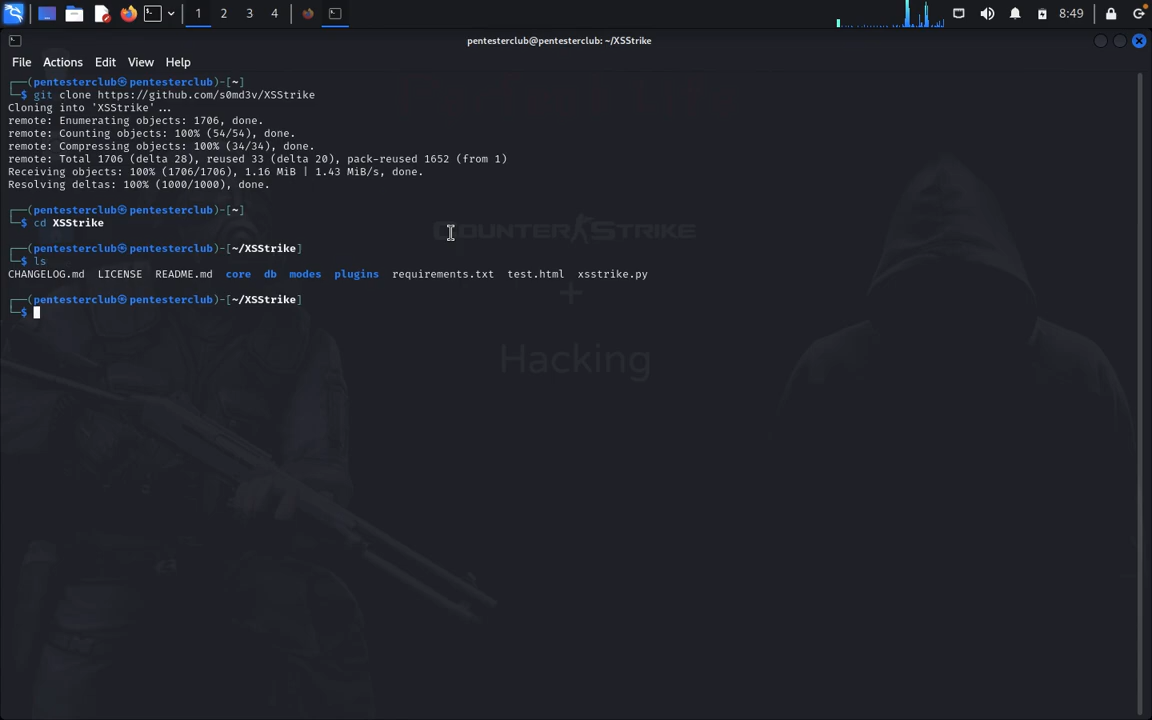 1 2 3 4 8:49
pentesterclub@pentesterclub: ~/XSStrike
File Actions Edit View Help
┌──(pentesterclub㉿pentesterclub)-[~]
└─$ git clone https://github.com/s0md3v/XSStrike
Cloning into 'XSStrike'...
remote: Enumerating objects: 1706, done.
remote: Counting objects: 100% (54/54), done.
remote: Compressing objects: 100% (34/34), done.
remote: Total 1706 (delta 28), reused 33 (delta 20), pack-reused 1652 (from 1)
Receiving objects: 100% (1706/1706), 1.16 MiB | 1.43 MiB/s, done.
Resolving deltas: 100% (1000/1000), done.
┌──(pentesterclub㉿pentesterclub)-[~]
└─$ cd XSStrike
┌──(pentesterclub㉿pentesterclub)-[~/XSStrike]
└─$ ls
CHANGELOG.md LICENSE README.md core db modes plugins requirements.txt test.html xsstrike.py
┌──(pentesterclub㉿pentesterclub)-[~/XSStrike]
└─$
COUNTER STRIKE
+
Hacking